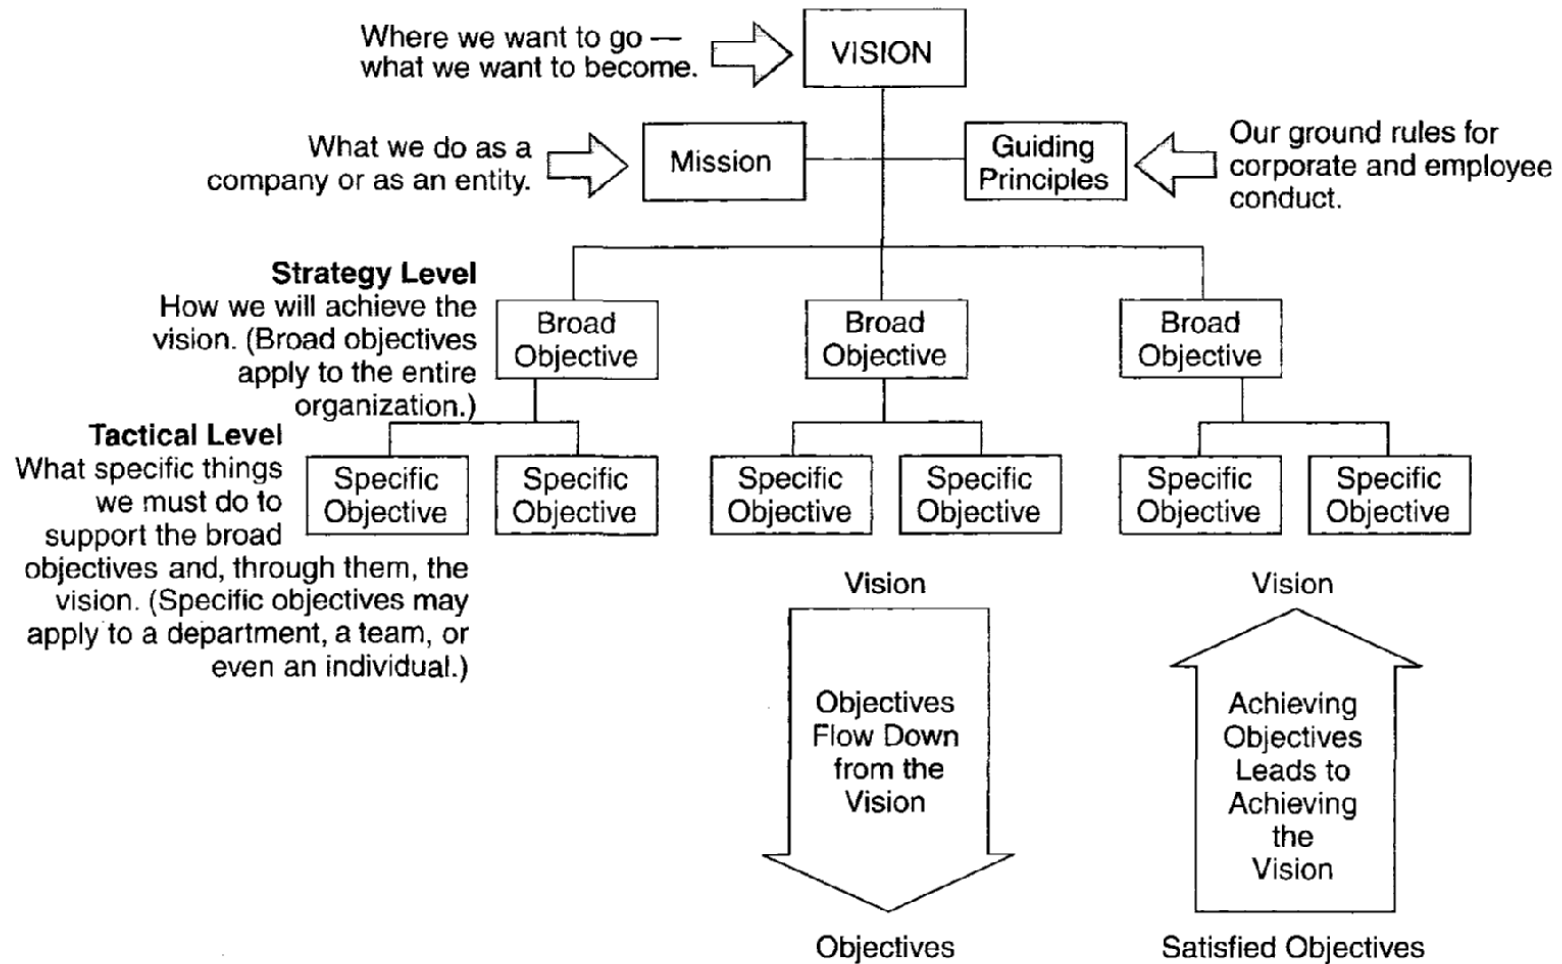 Where we want to go —
what we want to become.
VISION
What we do as a
company or as an entity.
Mission
Guiding
Principles
Our ground rules for
corporate and employee
conduct.
Strategy Level
How we will achieve the
vision. (Broad objectives
apply to the entire
organization.)
Broad
Objective
Broad
Objective
Broad
Objective
Tactical Level
What specific things
we must do to
support the broad
objectives and, through them, the
vision. (Specific objectives may
apply to a department, a team, or
even an individual.)
Specific
Objective
Specific
Objective
Specific
Objective
Specific
Objective
Specific
Objective
Specific
Objective
Vision
Objectives
Flow Down
from the
Vision
Objectives
Vision
Achieving
Objectives
Leads to
Achieving
the
Vision
Satisfied Objectives